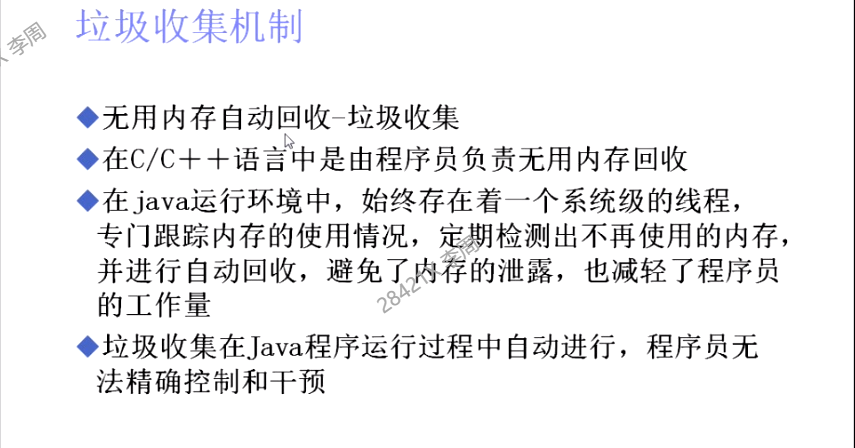 垃圾收集机制
李周
无用内存自动回收-垃圾收集
在C/C++语言中是由程序员负责无用内存回收
在java运行环境中，始终存在着一个系统级的线程，
专门跟踪内存的使用情况，定期检测出不再使用的内存，
并进行自动回收，避免了内存的泄露，也减轻了程序员
的工作量
李周
垃圾收集在Java程序运行过程中自动进行，程序员无
法精确控制和干预